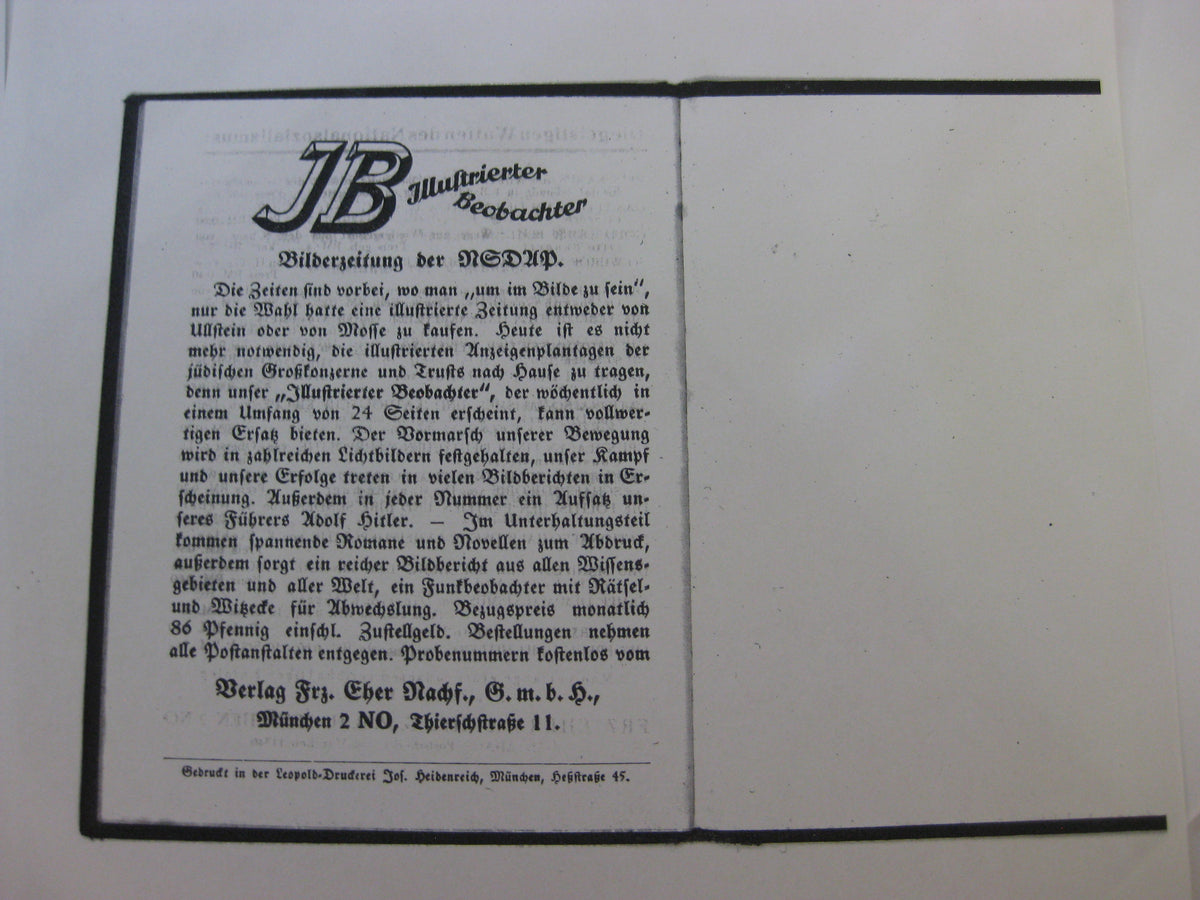 die geistigen Waffen des Nationalsozialismus
JB Illustrierter
Beobachter
Bilderzeitung der NSDAP.
Die Zeiten sind vorbei, wo man „um im Bilde zu sein“,
nur die Wahl hatte eine illustrierte Zeitung entweder von
Ullstein oder von Mosse zu kaufen. Heute ist es nicht
mehr notwendig, die illustrierten Anzeigenplantagen der
jüdischen Großkonzerne und Trusts nach Hause zu tragen,
denn unser „Illustrierter Beobachter“, der wöchentlich in
einem Umfang von 24 Seiten erscheint, kann vollwer-
tigen Ersatz bieten. Der Vormarsch unserer Bewegung
wird in zahlreichen Lichtbildern festgehalten, unser Kampf
und unsere Erfolge treten in vielen Bildberichten in Er-
scheinung. Außerdem in jeder Nummer ein Aufsatz un-
seres Führers Adolf Hitler. — Im Unterhaltungsteil
kommen spannende Romane und Novellen zum Abdruck,
außerdem sorgt ein reicher Bildbericht aus allen Wissens-
gebieten und aller Welt, ein Funkbeobachter mit Rätsel-
und Witzecke für Abwechslung. Bezugspreis monatlich
86 Pfennig einschl. Zustellgeld. Bestellungen nehmen
alle Postanstalten entgegen. Probenummern kostenlos vom
Verlag Frz. Eher Nachf., G. m. b. H.,
München 2 NO, Thierschstraße 11.
Gedruckt in der Leopold-Druckerei Jos. Heidenreich, München, Heßstraße 45.